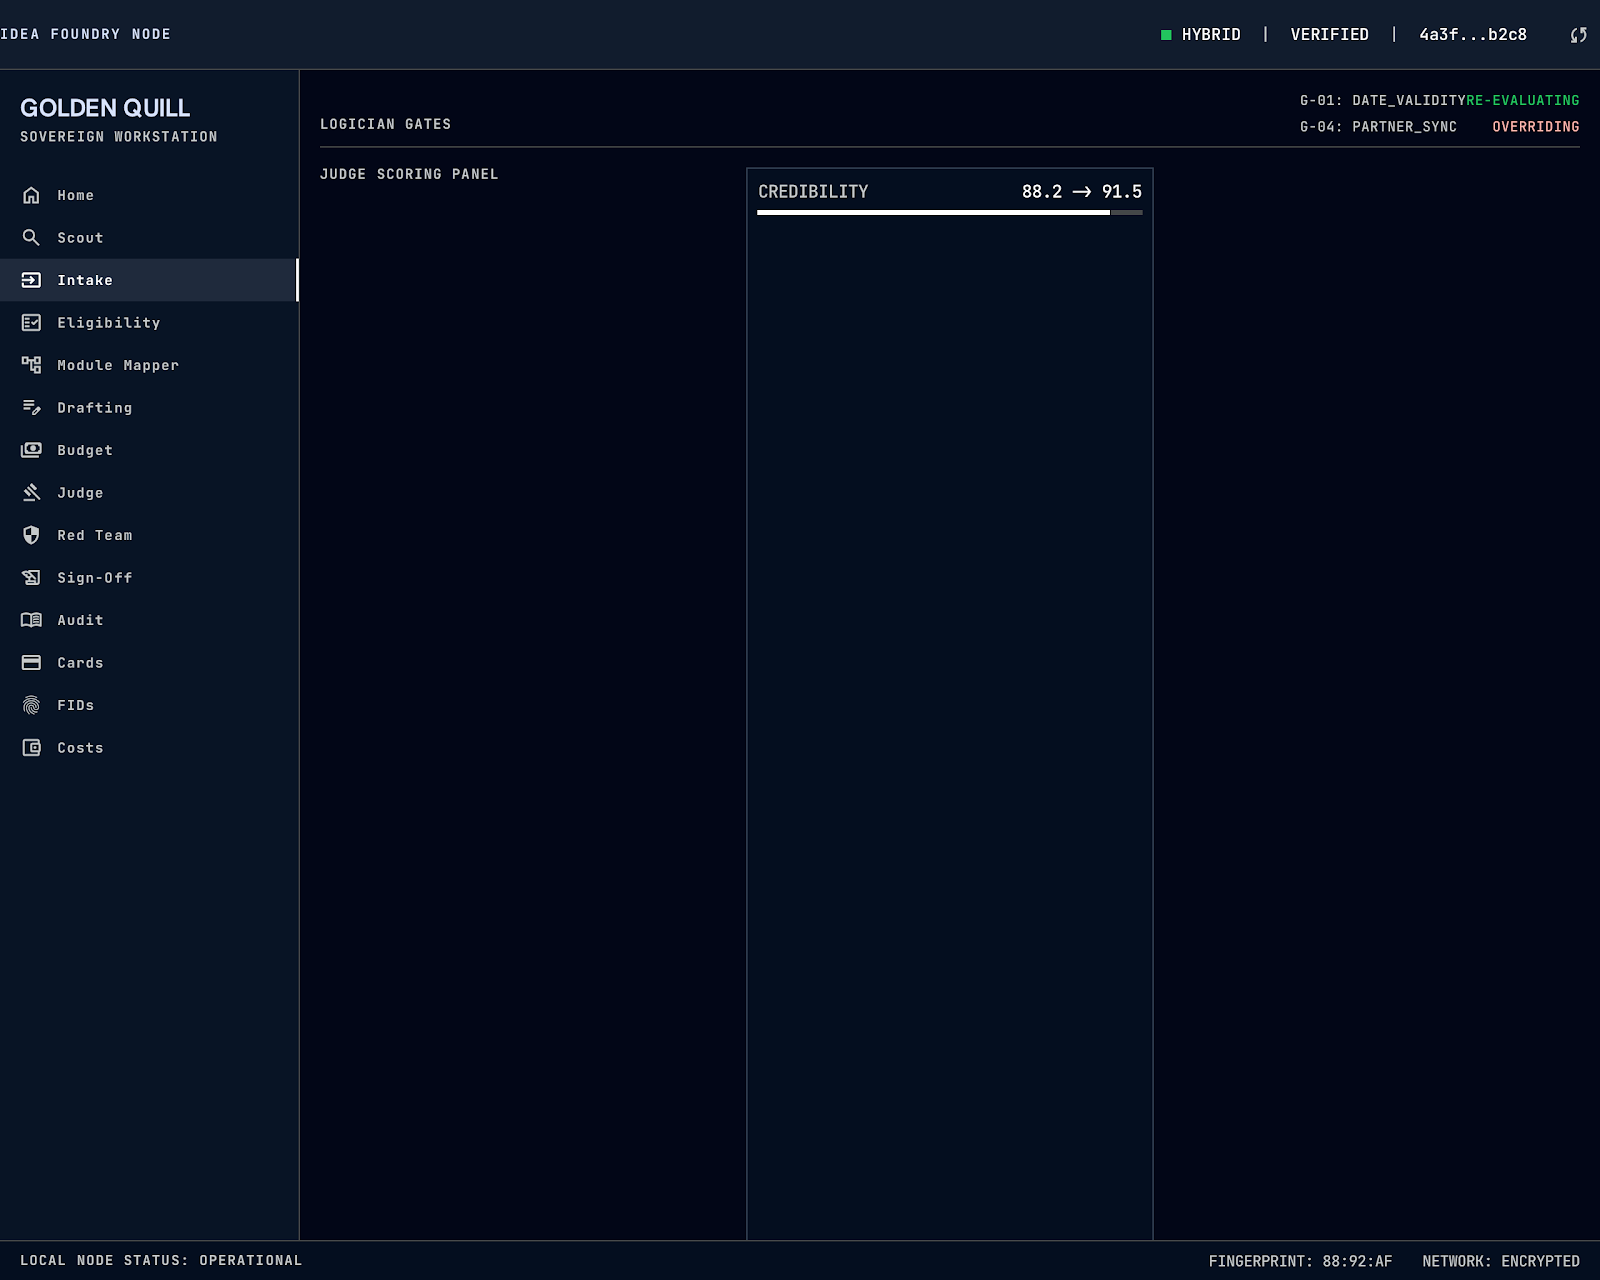 IDEA FOUNDRY NODE
HYBRID | VERIFIED | 4a3f...b2c8
GOLDEN QUILL
SOVEREIGN WORKSTATION
Home
Scout
Intake
Eligibility
Module Mapper
Drafting
Budget
Judge
Red Team
Sign-Off
Audit
Cards
FIDs
Costs
LOGICIAN GATES
G-01: DATE_VALIDITY RE-EVALUATING
G-04: PARTNER_SYNC OVERRIDING
JUDGE SCORING PANEL
CREDIBILITY 88.2 → 91.5
LOCAL NODE STATUS: OPERATIONAL
FINGERPRINT: 88:92:AF NETWORK: ENCRYPTED